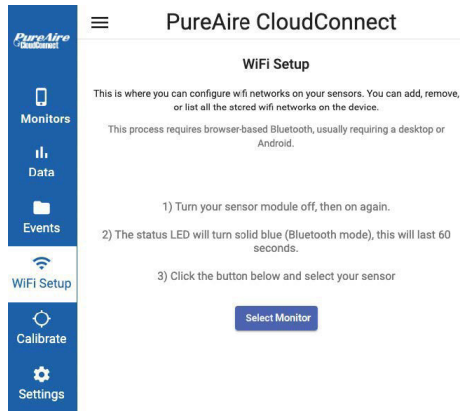 PureAire CloudConnect
PureAire
CloudConnect
WiFi Setup
This is where you can configure wifi networks on your sensors. You can add, remove,
or list all the stored wifi networks on the device.
This process requires browser-based Bluetooth, usually requiring a desktop or
Android.
Monitors
Data
Events
WiFi Setup
Calibrate
Settings
1) Turn your sensor module off, then on again.
2) The status LED will turn solid blue (Bluetooth mode), this will last 60
seconds.
3) Click the button below and select your sensor
Select Monitor